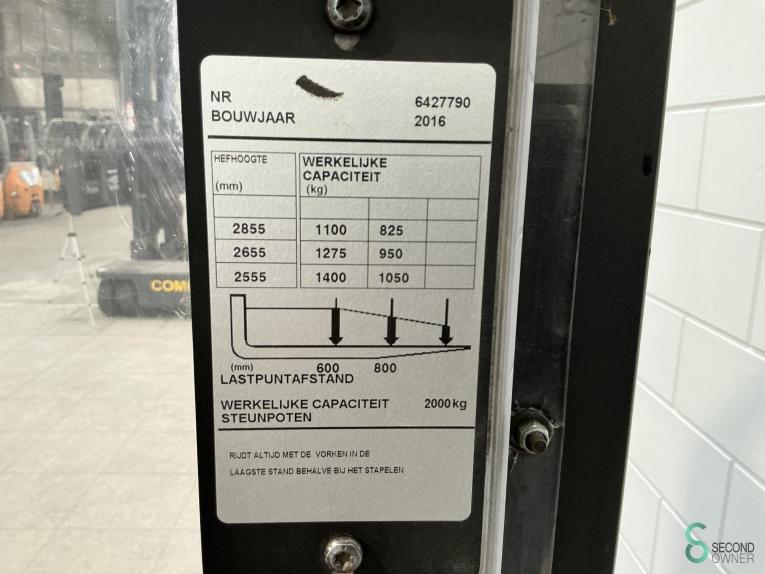 NR 6427790
BOUWJAAR 2016
HEFHOOGTE
(mm)
WERKELIJKE
CAPACITEIT
(kg)
2855 1100 825
2655 1275 950
2555 1400 1050
(mm) 600 800
LASTPUNTAFSTAND
WERKELIJKE CAPACITEIT 2000 kg
STEUNPOTEN
RIJDT ALTIJD MET DE VORKEN IN DE
LAAGSTE STAND BEHALVE BIJ HET STAPELEN
COM
SECOND
OWNER